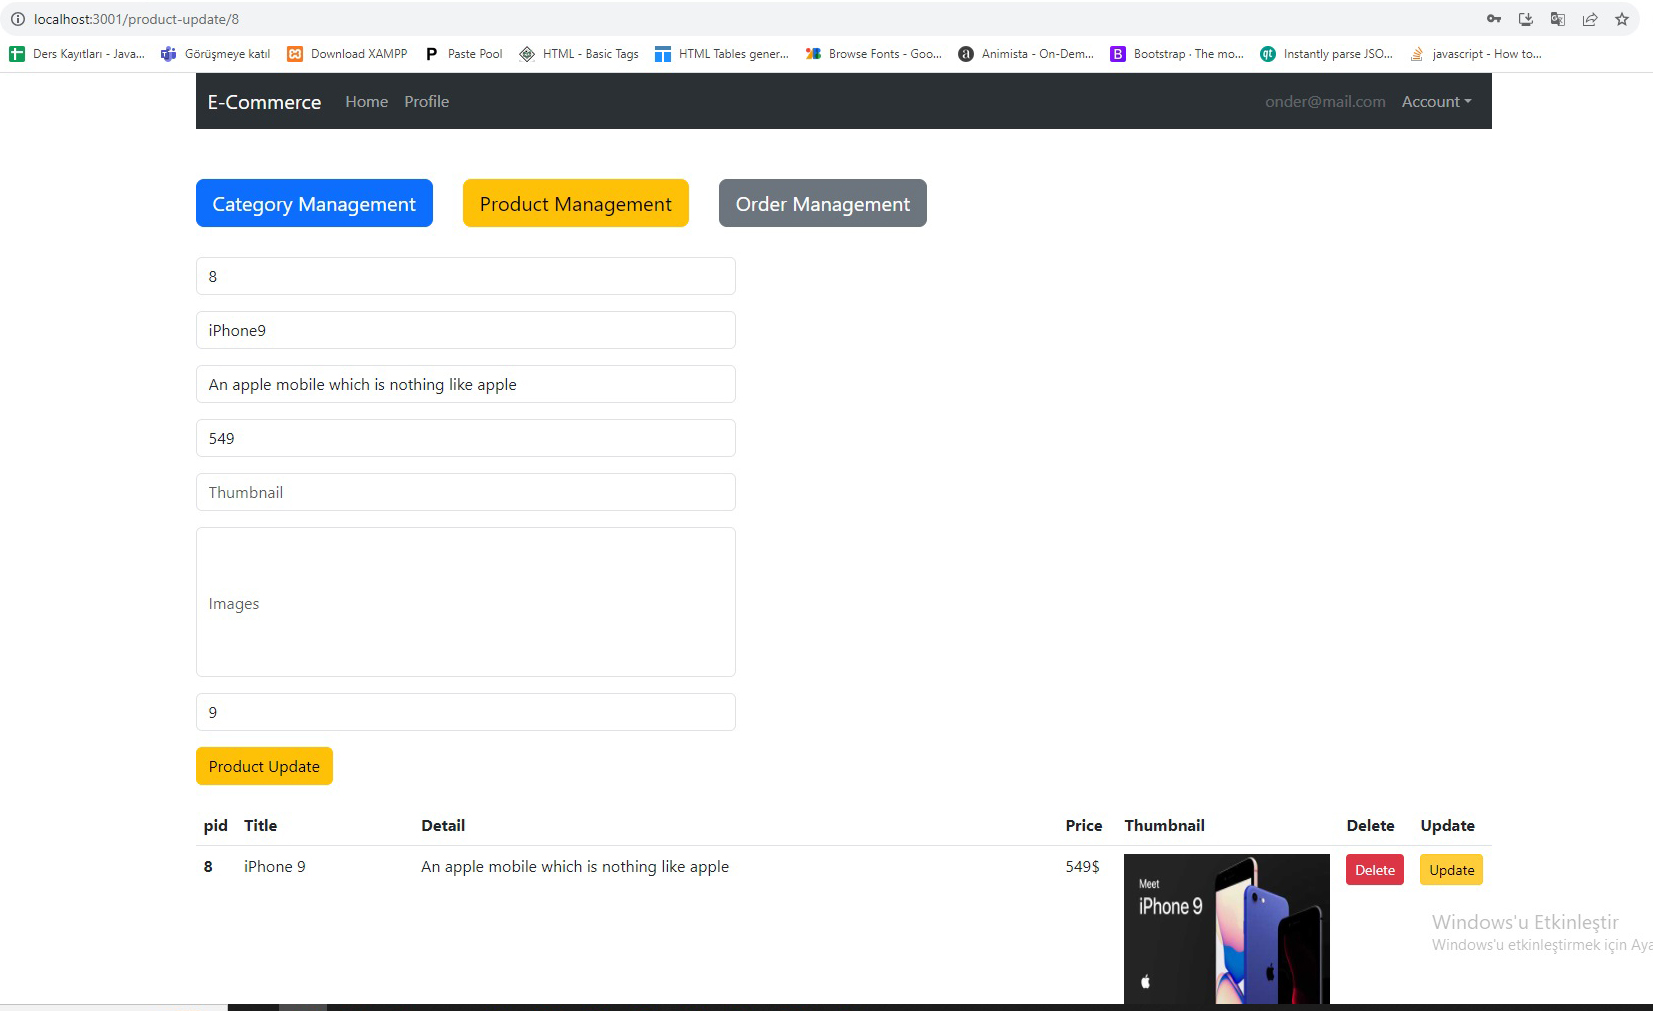 localhost:3001/product-update/8
Ders Kayıtları - Java... Görüşmeye katıl Download XAMPP Paste Pool HTML - Basic Tags HTML Tables gener... Browse Fonts - Goo... Animista - On-Dem... Bootstrap · The mo... Instantly parse JSO... javascript - How to...
E-Commerce Home Profile onder@mail.com Account
Category Management Product Management Order Management
8
iPhone9
An apple mobile which is nothing like apple
549
Thumbnail
Images
9
Product Update
pid Title Detail Price Thumbnail Delete Update
8 iPhone 9 An apple mobile which is nothing like apple 549$ Delete Update
Meet
iPhone 9
Windows'u Etkinleştir
Windows'u etkinleştirmek için Aya